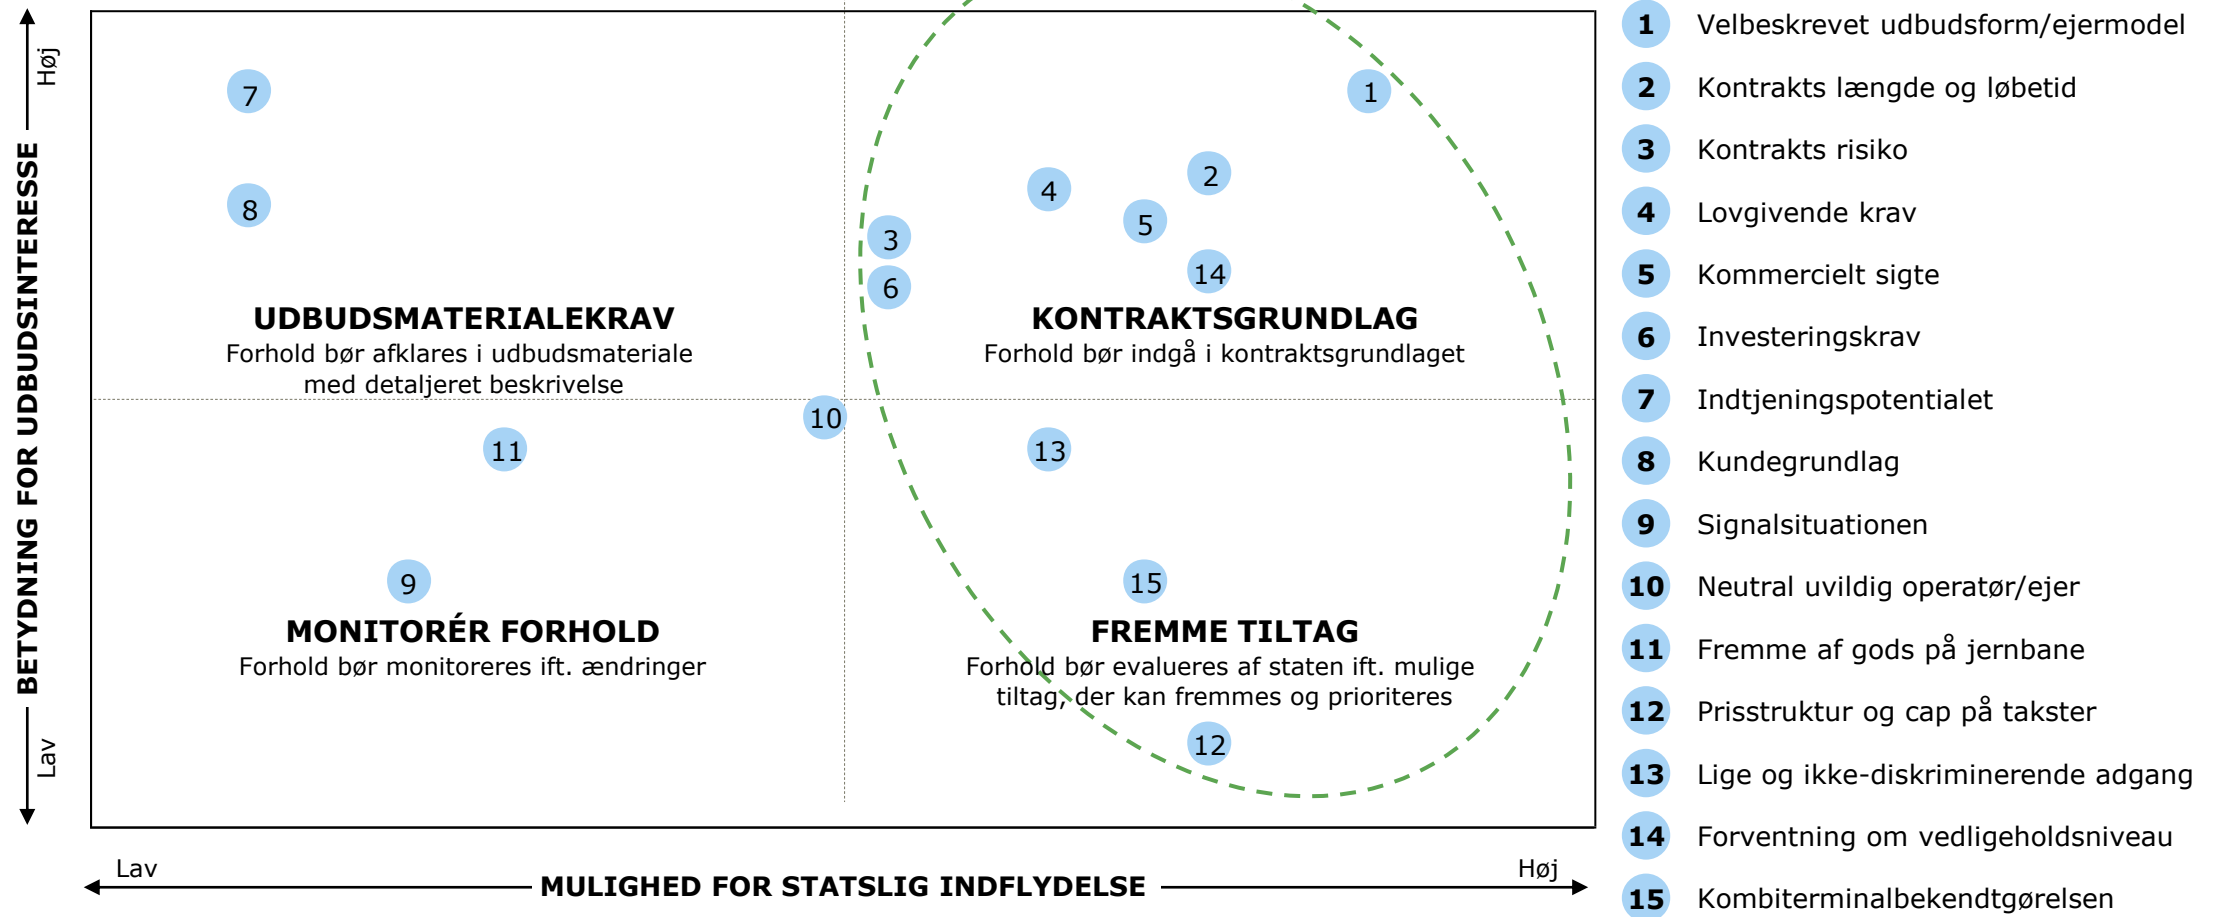 BETYDNING FOR UDBUDSINTERESSE
Høj
Lav
7
1
8
4
2
5
3
14
6
UDBUDSMATERIALEKRAV
Forhold bør afklares i udbudsmateriale
med detaljeret beskrivelse
KONTRAKTSGRUNDLAG
Forhold bør indgå i kontraktsgrundlaget
10
11
13
9
15
MONITORÉR FORHOLD
Forhold bør monitoreres ift. ændringer
FREMME TILTAG
Forhold bør evalueres af staten ift. mulige
tiltag, der kan fremmes og prioriteres
12
Lav
MULIGHED FOR STATSLIG INDFLYDELSE
Høj
1 Velbeskrevet udbudsform/ejermodel
2 Kontrakts længde og løbetid
3 Kontrakts risiko
4 Lovgivende krav
5 Kommercielt sigte
6 Investeringskrav
7 Indtjeningspotentialet
8 Kundegrundlag
9 Signalsituationen
10 Neutral uvildig operatør/ejer
11 Fremme af gods på jernbane
12 Prisstruktur og cap på takster
13 Lige og ikke-diskriminerende adgang
14 Forventning om vedligeholdsniveau
15 Kombiterminalbekendtgørelsen